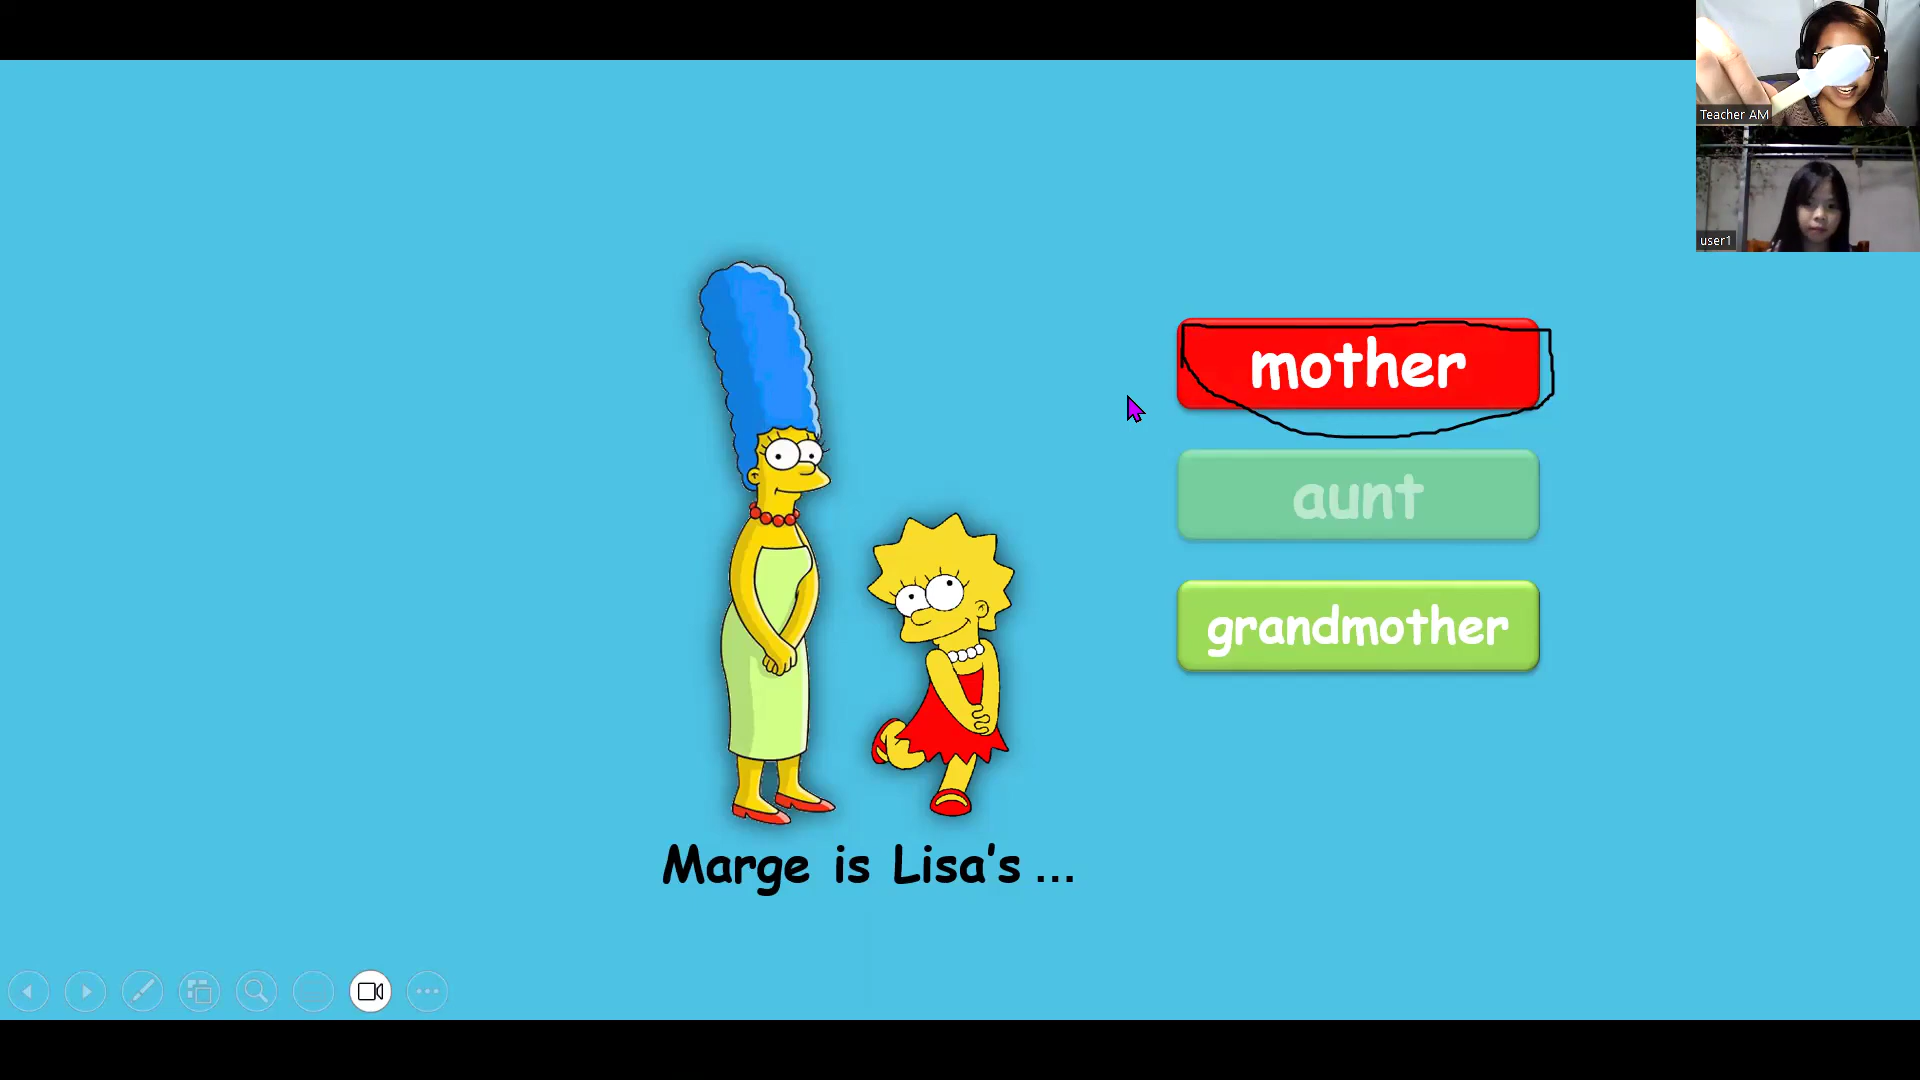 Teacher AM
user1
mother
aunt
grandmother
Marge is Lisa's ...